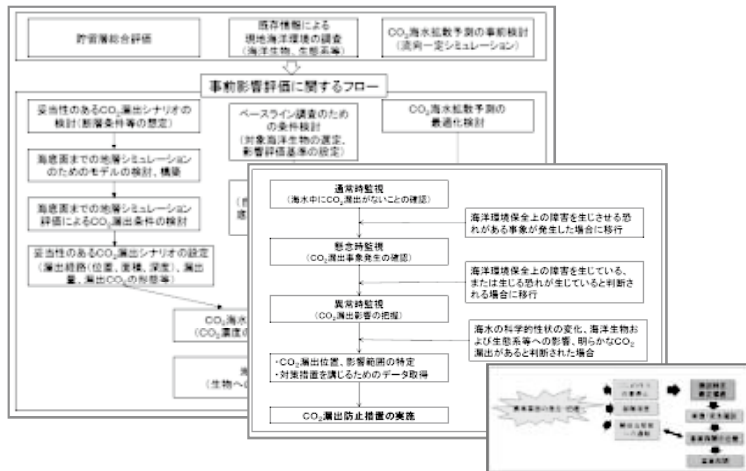 貯留層総合評価
既存情報による
現地海洋環境の調査
(海洋生物、生態系等)
CO₂海水拡散予測の事前検討
(流向一定シミュレーション)
事前影響評価に関するフロー
妥当性のあるCO₂漏出シナリオの
検討(断層条件等の想定)
ベースライン調査のため
の条件検討
(対象海洋生物の選定、
影響評価基準の設定)
CO₂海水拡散予測の
最適化検討
海底面までの地層シミュレーション
のためのモデルの検討、構築
海底面までの地層シミュレーション
評価によるCO₂漏出条件の検討
妥当性のあるCO₂漏出シナリオの設定
(漏出経路(位置、面積、深度)、漏出
量、漏出CO₂の形態等)
CO₂海水
(CO₂濃度の
海
(生物への
通常時監視
(海水中にCO₂漏出がないことの確認)
海洋環境保全上の障害を生じさせる恐
れがある事象が発生した場合に移行
懸念時監視
(CO₂漏出事象発生の確認)
海洋環境保全上の障害を生じている、
または生じる恐れが生じていると判断さ
れる場合に移行
異常時監視
(CO₂漏出影響の把握)
海水の科学的性状の変化、海洋生物お
よび生態系等への影響、明らかなCO₂
漏出があると判断された場合
・CO₂漏出位置、影響範囲の特定
・対策措置を講じるためのデータ取得
CO₂漏出防止措置の実施